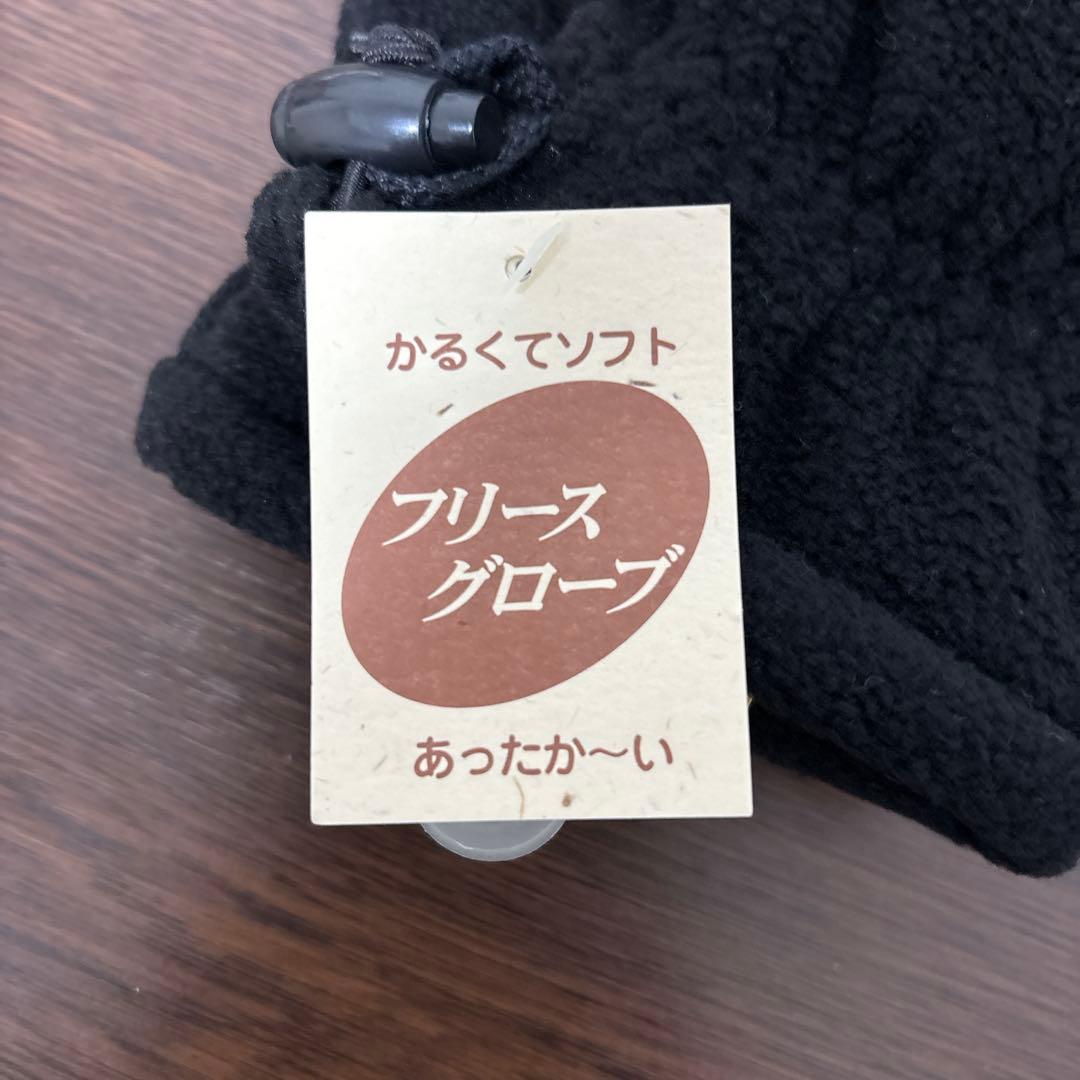 かるくてソフト
フリース
グローブ
あったか〜い